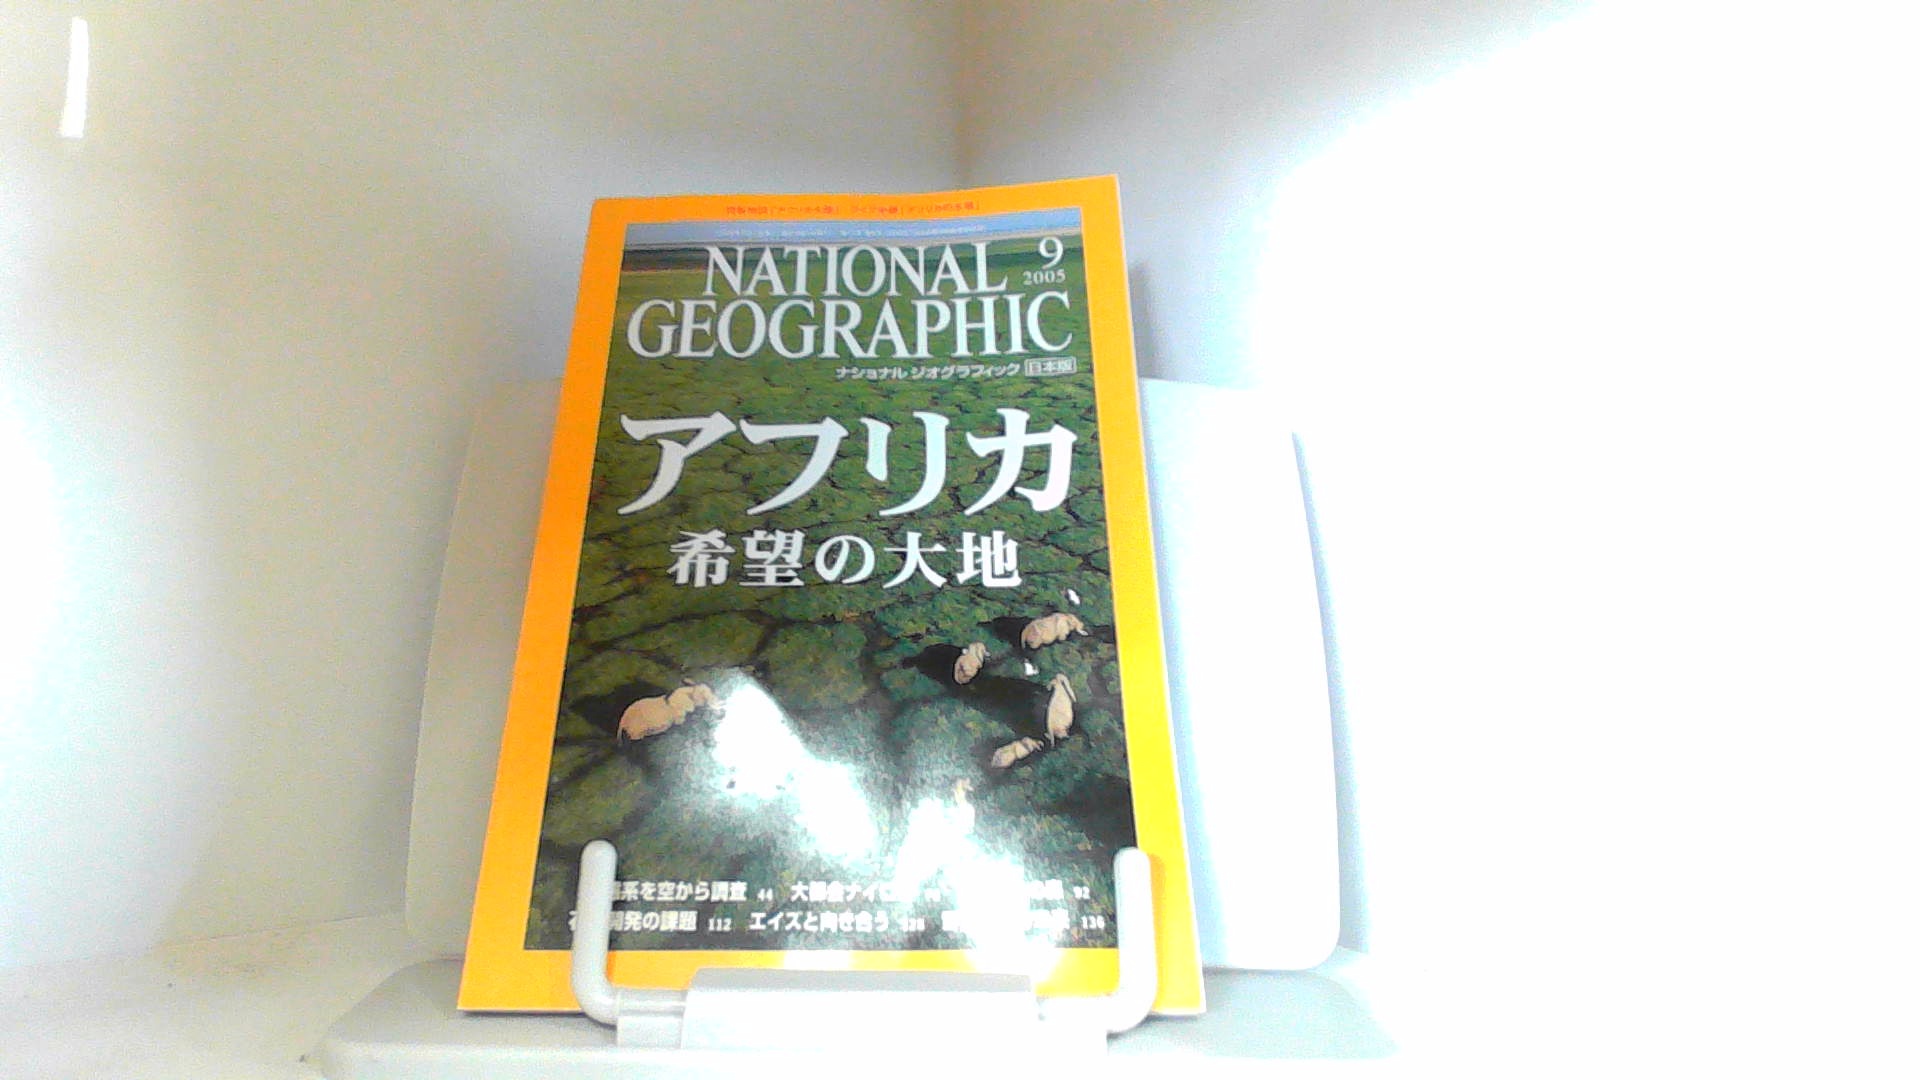 NATIONAL 9
2005
GEOGRAPHIC
ナショナル ジオグラフィック 日本版
アフリカ
希望の大地
系を空から調査 44 大都会ナイロ 92
開発の課題 112 エイズと向き合う 136